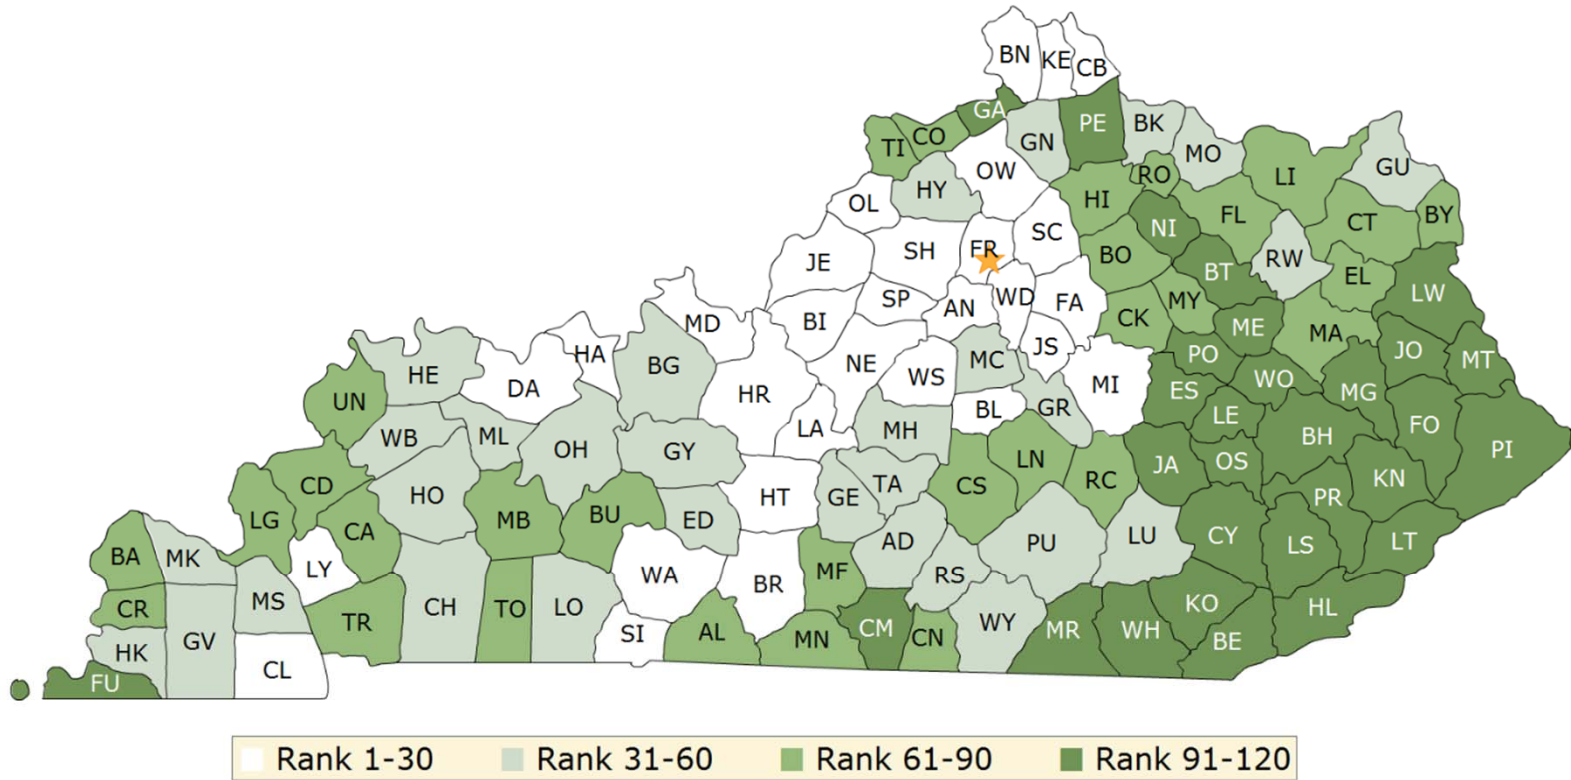 BN KE CB
GA PE BK
TI CO GN MO
OW RO LI GU
OL HY HI FL CT BY
JE SH FR SC NI
BO BT RW EL LW
SP AN WD FA MY
MD BI CK ME MA JO
HA NE JS PO MT
HE BG WS MC MI WO
DA HR ES MG
UN BL GR LE FO
WB ML LA MH BH
OH GY LN OS PI
CD JA
HO HT GE TA CS RC KN
LG MB BU ED PR
CA AD PU LU CY LS LT
BA MK LY WA BR MF RS
CR MS CH TO LO KO HL
GV TR SI AL MN CM CN WY MR WH BE
HK CL
FU
Rank 1-30 Rank 31-60 Rank 61-90 Rank 91-120